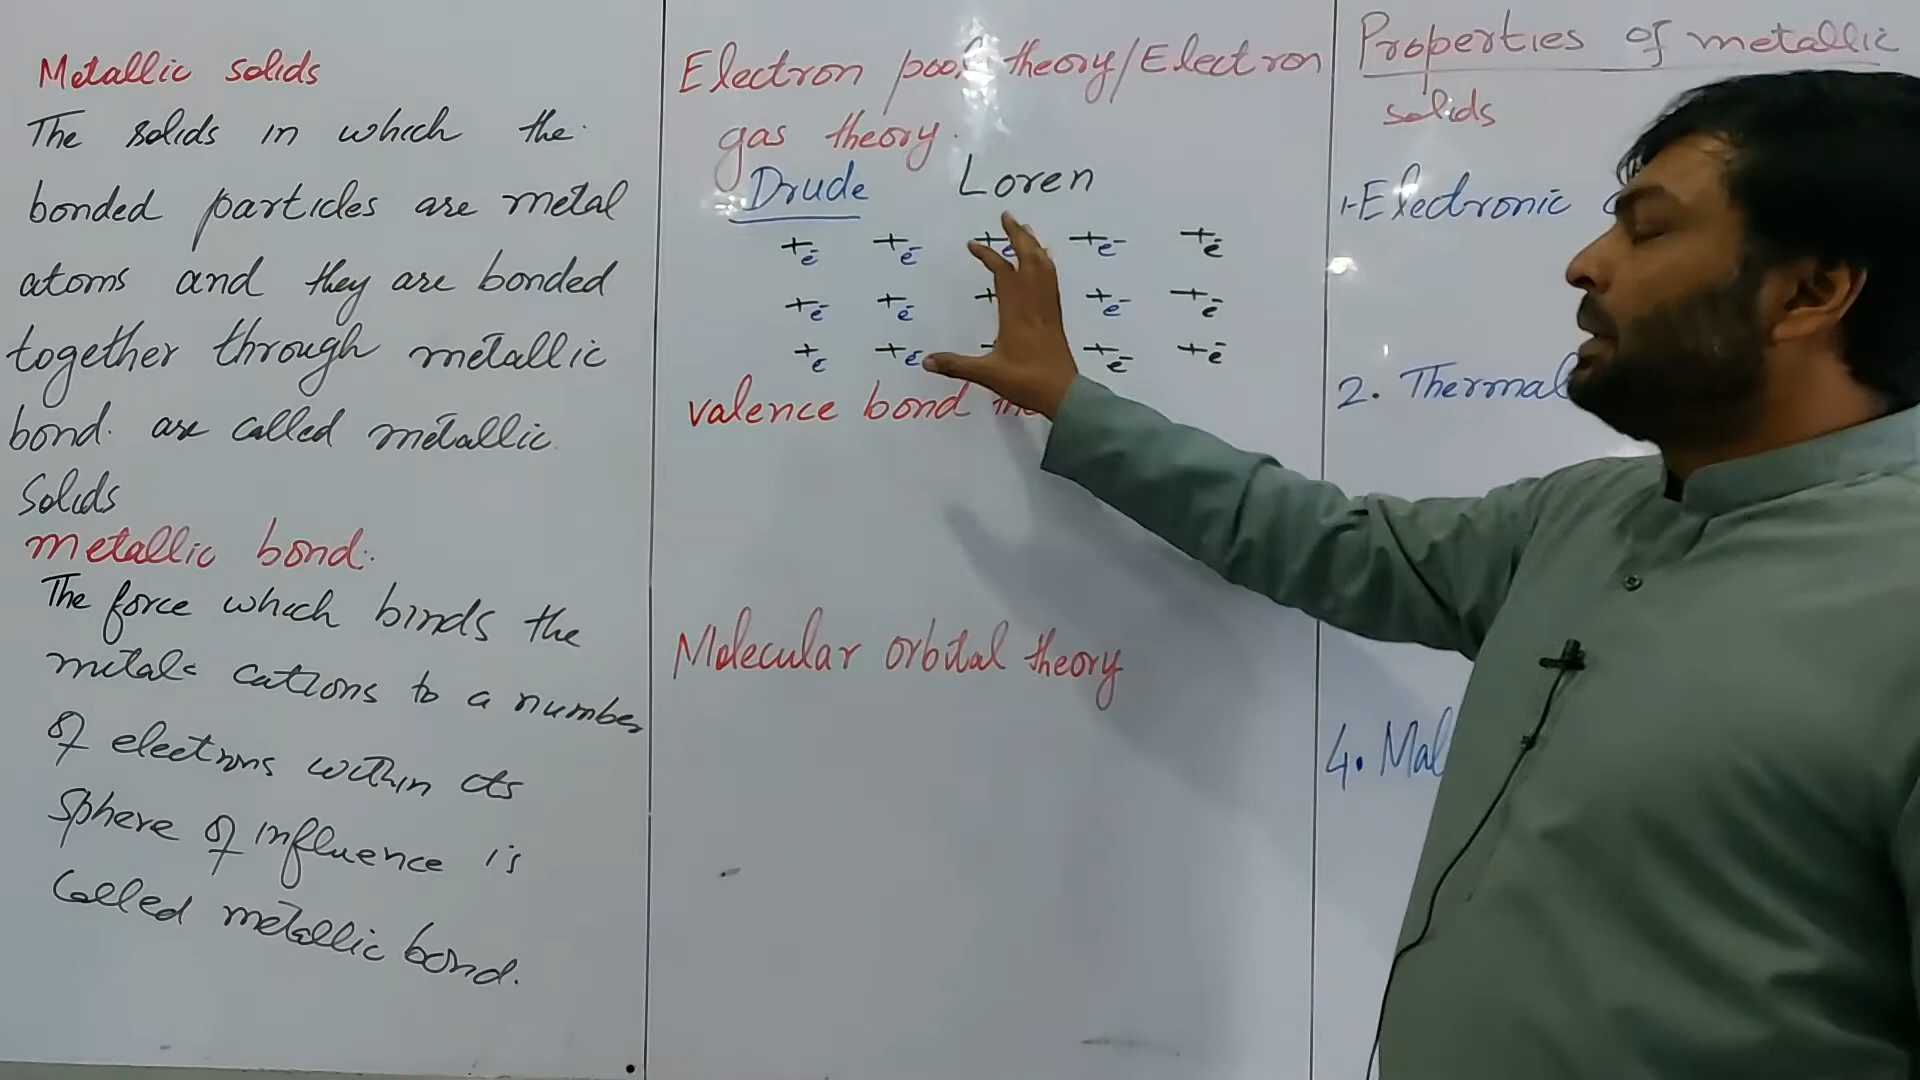 Metallic solids
The solids in which the
bonded particles are metal
atoms and they are bonded
together through metallic
bond. are called metallic.
Solids
metallic bond.
The force which binds the
metals cations to a number
of electrons within its
sphere of influence is
Called metallic bond.
Electron pool theory/Electron
gas theory.
Drude Loren
+e- +e- +e +e- +e-
+e- +e- + +e- +e-
+e +e- +e- +e-
valence bond
Molecular orbital theory
Properties of metallic
solids
1-Electronic
2. Thermal
4. Mal